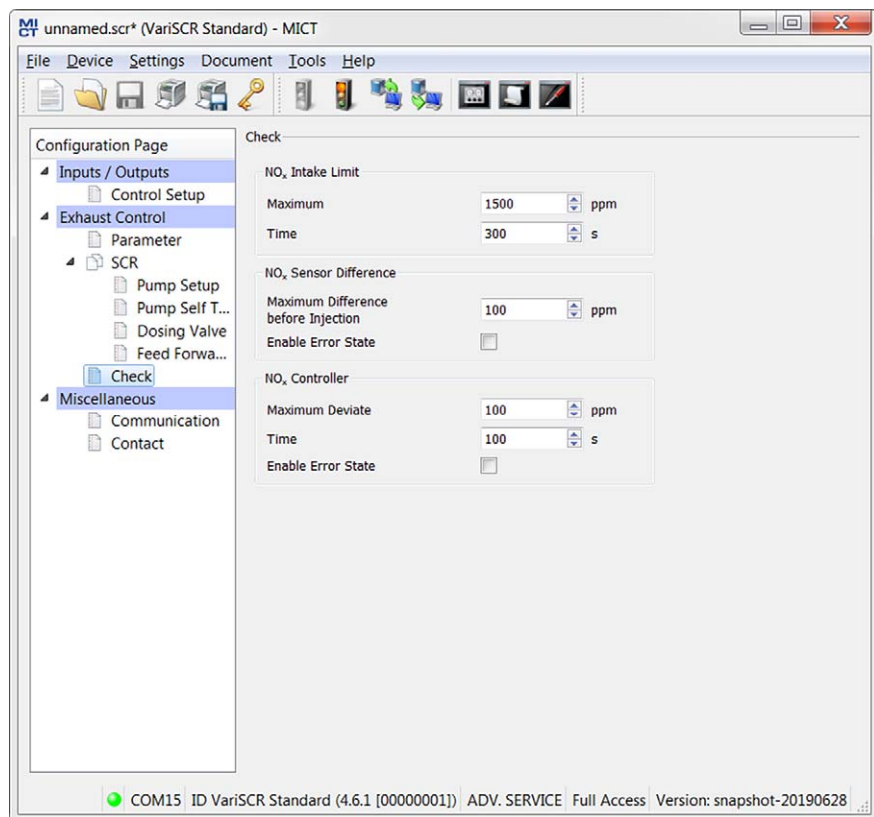 MICT unnamed.scr* (VariSCR Standard) - MICT
File Device Settings Document Tools Help
Configuration Page
Inputs / Outputs
Control Setup
Exhaust Control
Parameter
SCR
Pump Setup
Pump Self T...
Dosing Valve
Feed Forwa...
Check
Miscellaneous
Communication
Contact
Check
NOx Intake Limit
Maximum 1500 ppm
Time 300 s
NOx Sensor Difference
Maximum Difference
before Injection 100 ppm
Enable Error State
NOx Controller
Maximum Deviate 100 ppm
Time 100 s
Enable Error State
COM15 ID VariSCR Standard (4.6.1 [00000001]) ADV. SERVICE Full Access Version: snapshot-20190628